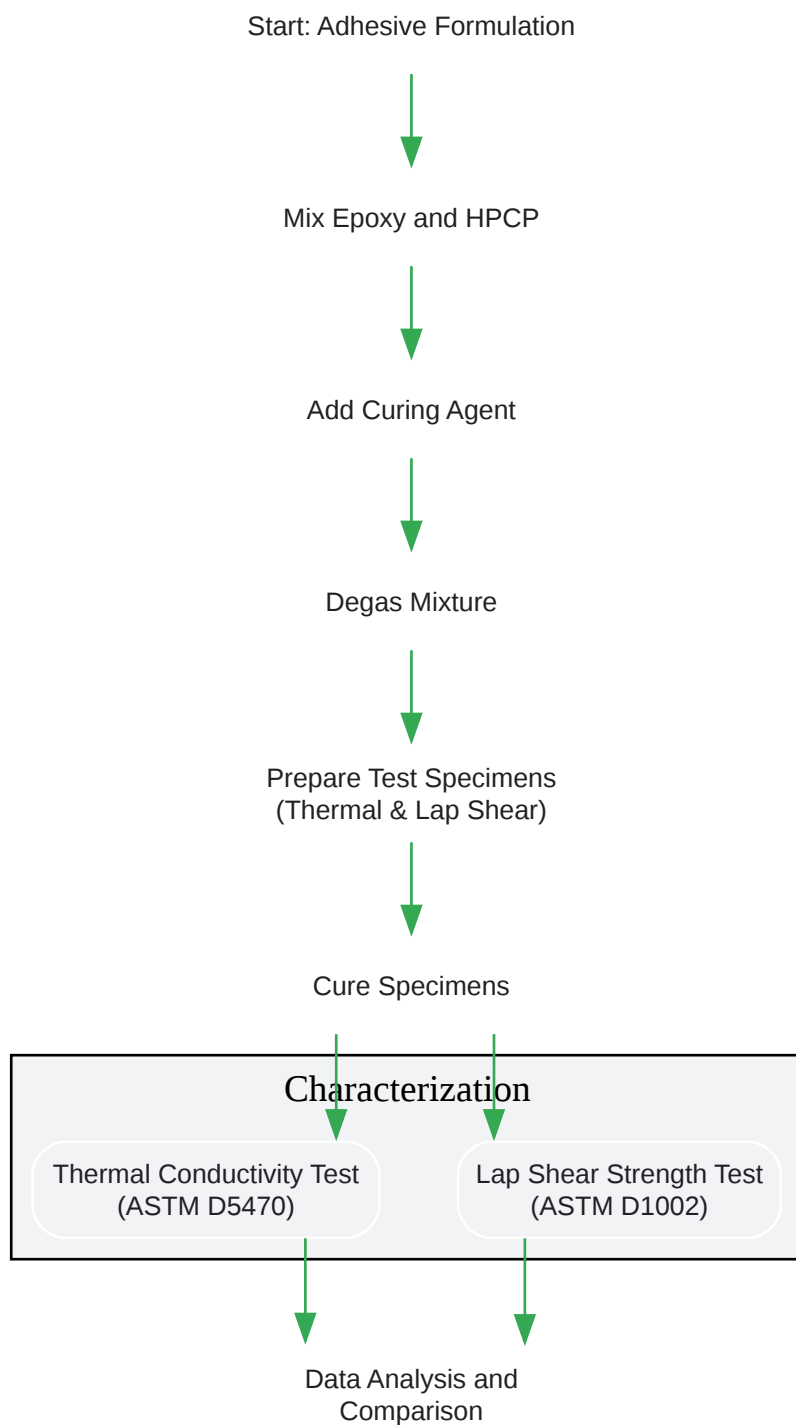 Start: Adhesive Formulation
Mix Epoxy and HPCP
Add Curing Agent
Degas Mixture
Prepare Test Specimens
(Thermal & Lap Shear)
Cure Specimens
Characterization
Thermal Conductivity Test
(ASTM D5470)
Lap Shear Strength Test
(ASTM D1002)
Data Analysis and
Comparison